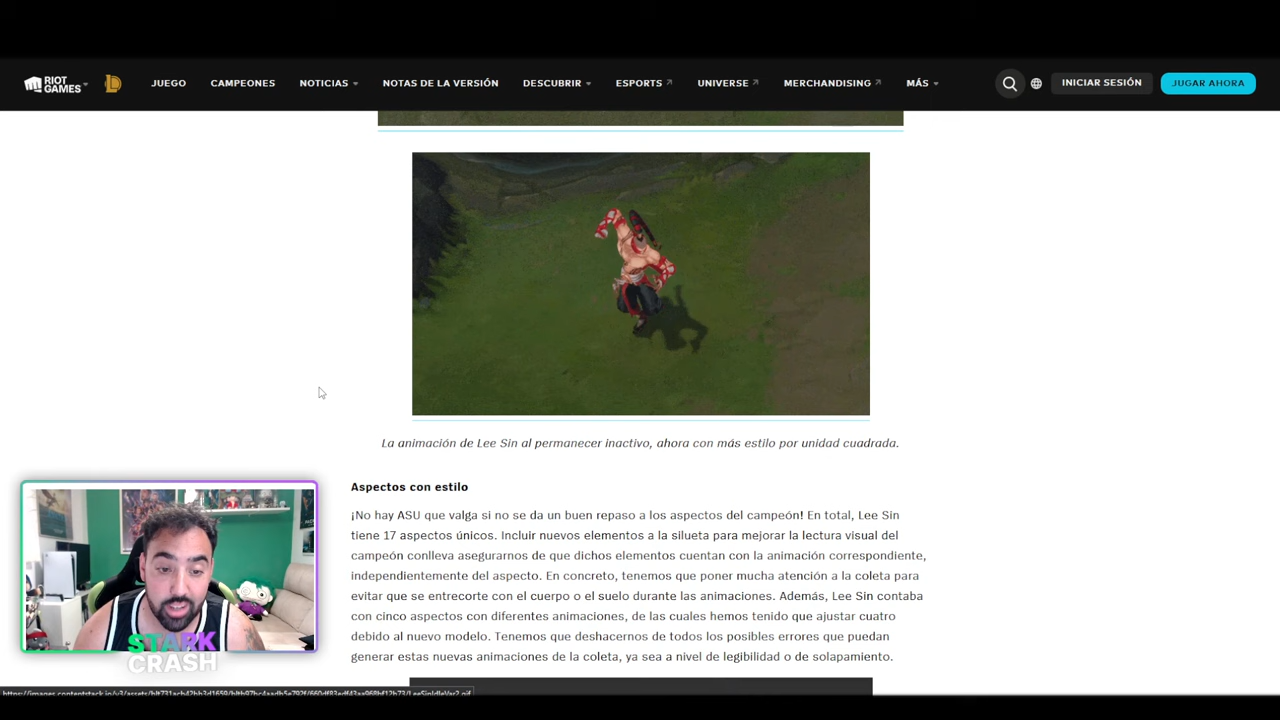 RIOT GAMES
JUEGO CAMPEONES NOTICIAS NOTAS DE LA VERSIÓN DESCUBRIR ESPORTS UNIVERSE MERCHANDISING MÁS INICIAR SESIÓN JUGAR AHORA
La animación de Lee Sin al permanecer inactivo, ahora con más estilo por unidad cuadrada.
Aspectos con estilo
¡No hay ASU que valga si no se da un buen repaso a los aspectos del campeón! En total, Lee Sin
tiene 17 aspectos únicos. Incluir nuevos elementos a la silueta para mejorar la lectura visual del
campeón conlleva asegurarnos de que dichos elementos cuentan con la animación correspondiente,
independientemente del aspecto. En concreto, tenemos que poner mucha atención a la coleta para
evitar que se entrecorte con el cuerpo o el suelo durante las animaciones. Además, Lee Sin contaba
con cinco aspectos con diferentes animaciones, de las cuales hemos tenido que ajustar cuatro
debido al nuevo modelo. Tenemos que deshacernos de todos los posibles errores que puedan
generar estas nuevas animaciones de la coleta, ya sea a nivel de legibilidad o de solapamiento.
STARK
CRASH